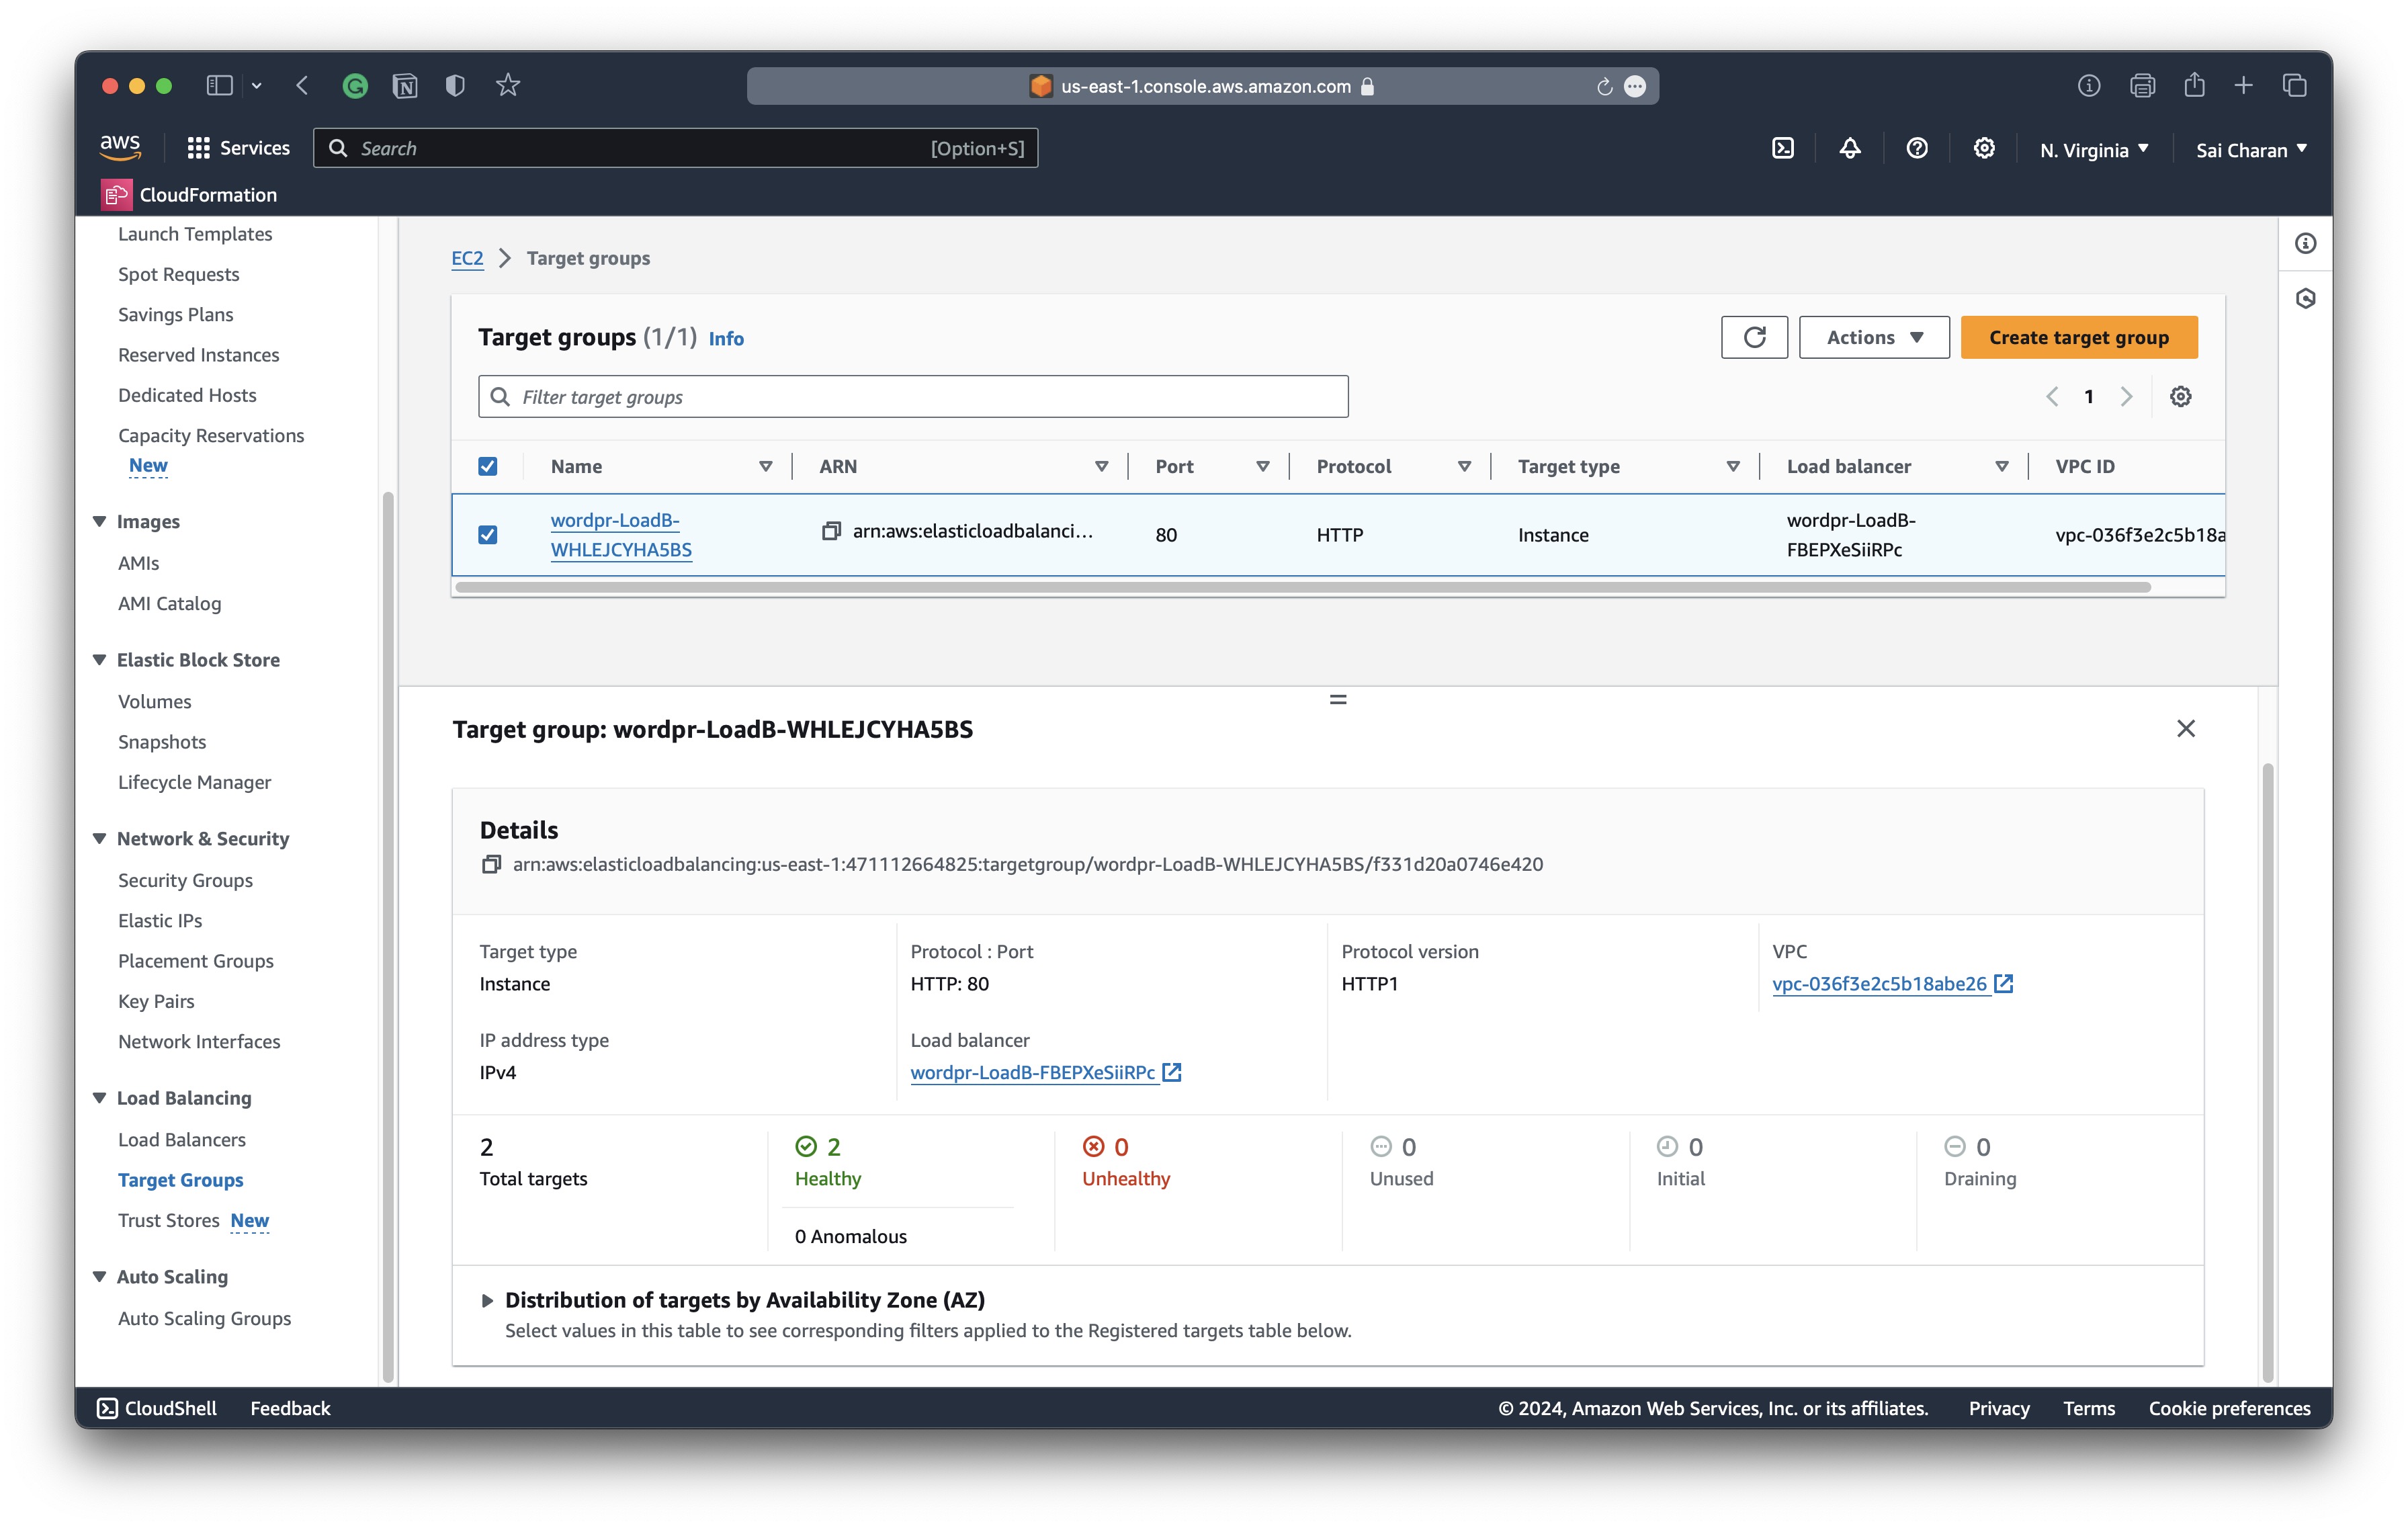 us-east-1.console.aws.amazon.com
aws
Services
Search
[Option+S]
N. Virginia
Sai Charan
CloudFormation
Launch Templates
Spot Requests
Savings Plans
Reserved Instances
Dedicated Hosts
Capacity Reservations
New
Images
AMIs
AMI Catalog
Elastic Block Store
Volumes
Snapshots
Lifecycle Manager
Network & Security
Security Groups
Elastic IPs
Placement Groups
Key Pairs
Network Interfaces
Load Balancing
Load Balancers
Target Groups
Trust Stores New
Auto Scaling
Auto Scaling Groups
EC2 Target groups
Target groups (1/1) Info
Actions
Create target group
Filter target groups
1
Name ARN Port Protocol Target type Load balancer VPC ID
wordpr-LoadB-
WHLEJCYHA5BS
arn:aws:elasticloadbalanci...
80
HTTP
Instance
wordpr-LoadB-
FBEPXeSiiRPc
vpc-036f3e2c5b18a
Target group: wordpr-LoadB-WHLEJCYHA5BS
Details
arn:aws:elasticloadbalancing:us-east-1:471112664825:targetgroup/wordpr-LoadB-WHLEJCYHA5BS/f331d20a0746e420
Target type
Instance
Protocol : Port
HTTP: 80
Protocol version
HTTP1
VPC
vpc-036f3e2c5b18abe26
IP address type
IPv4
Load balancer
wordpr-LoadB-FBEPXeSiiRPc
2
Total targets
2
Healthy
0 Anomalous
0
Unhealthy
0
Unused
0
Initial
0
Draining
Distribution of targets by Availability Zone (AZ)
Select values in this table to see corresponding filters applied to the Registered targets table below.
CloudShell
Feedback
© 2024, Amazon Web Services, Inc. or its affiliates.
Privacy
Terms
Cookie preferences